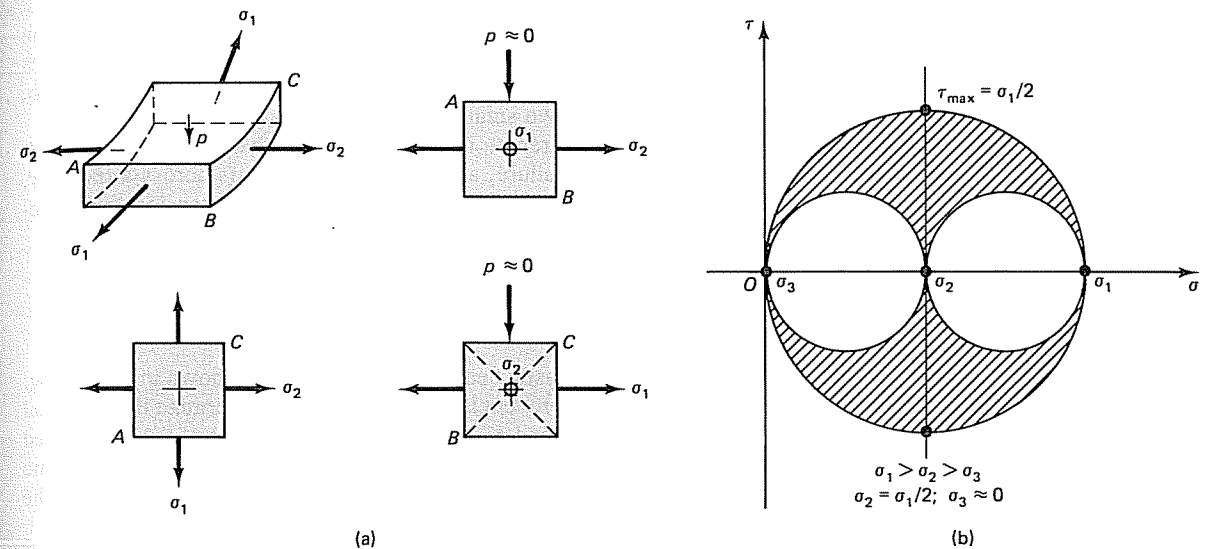 σ₁
C
p
σ₂
σ₂
A
B
σ₁
p ≈ 0
A
σ₁
σ₂
B
C
σ₂
A
σ₁
p ≈ 0
C
σ₂
σ₁
B
(a)
τ
τmax = σ₁/2
O
σ₃
σ₂
σ₁
σ
σ₁ > σ₂ > σ₃
σ₂ = σ₁/2; σ₃ ≈ 0
(b)